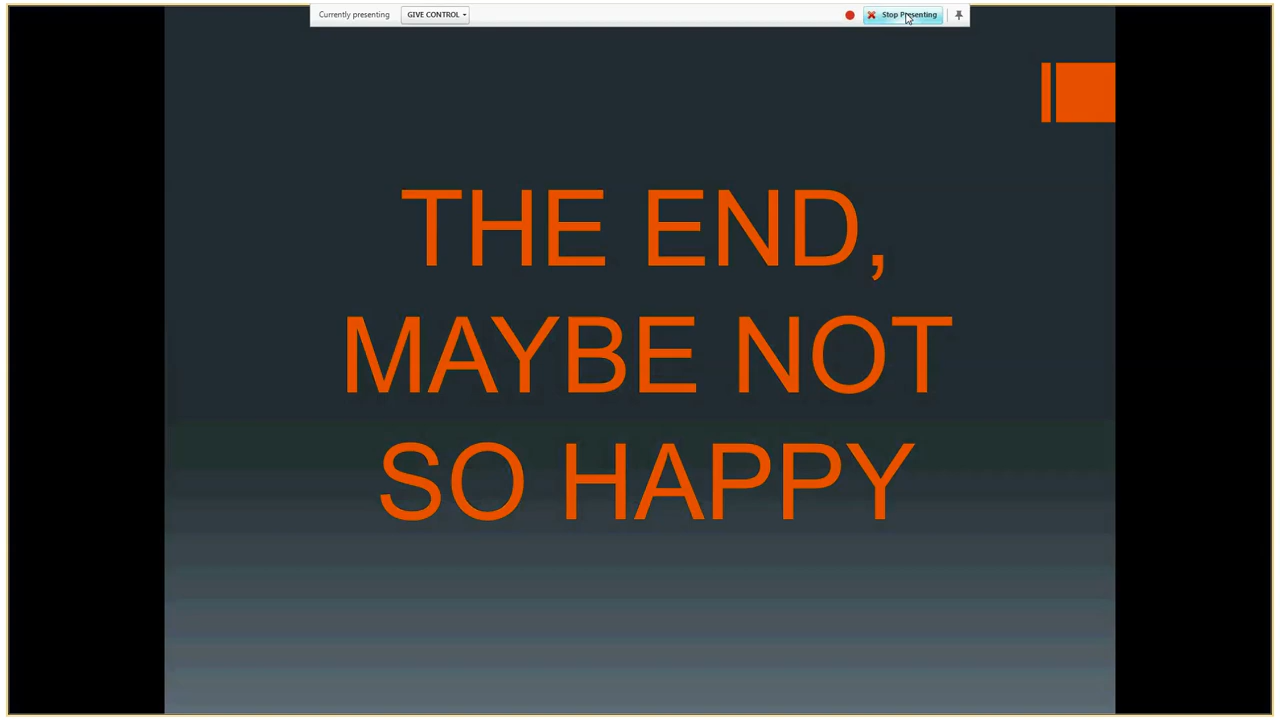 Currently presenting GIVE CONTROL Stop Presenting
THE END,
MAYBE NOT
SO HAPPY